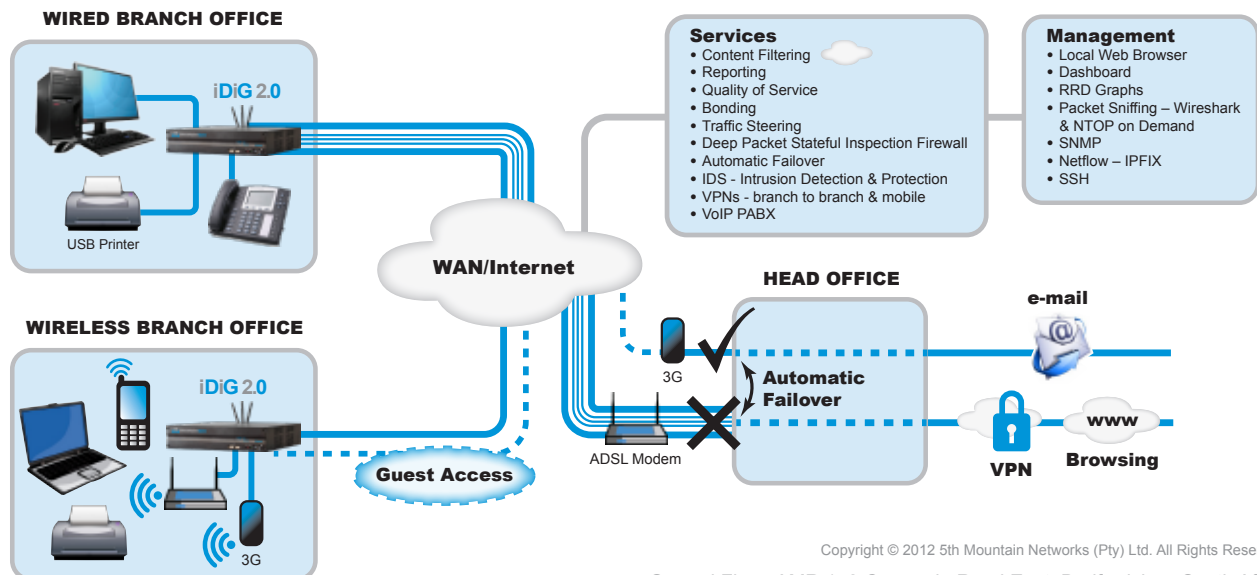 WIRED BRANCH OFFICE
iDiG 2.0
USB Printer
WIRELESS BRANCH OFFICE
iDiG 2.0
3G
WAN/Internet
Guest Access
Services
• Content Filtering
• Reporting
• Quality of Service
• Bonding
• Traffic Steering
• Deep Packet Stateful Inspection Firewall
• Automatic Failover
• IDS - Intrusion Detection & Protection
• VPNs - branch to branch & mobile
• VoIP PABX
Management
• Local Web Browser
• Dashboard
• RRD Graphs
• Packet Sniffing – Wireshark
& NTOP on Demand
• SNMP
• Netflow – IPFIX
• SSH
HEAD OFFICE
3G
Automatic
Failover
ADSL Modem
e-mail
@
VPN
www
Browsing
Copyright © 2012 5th Mountain Networks (Pty) Ltd. All Rights Rese